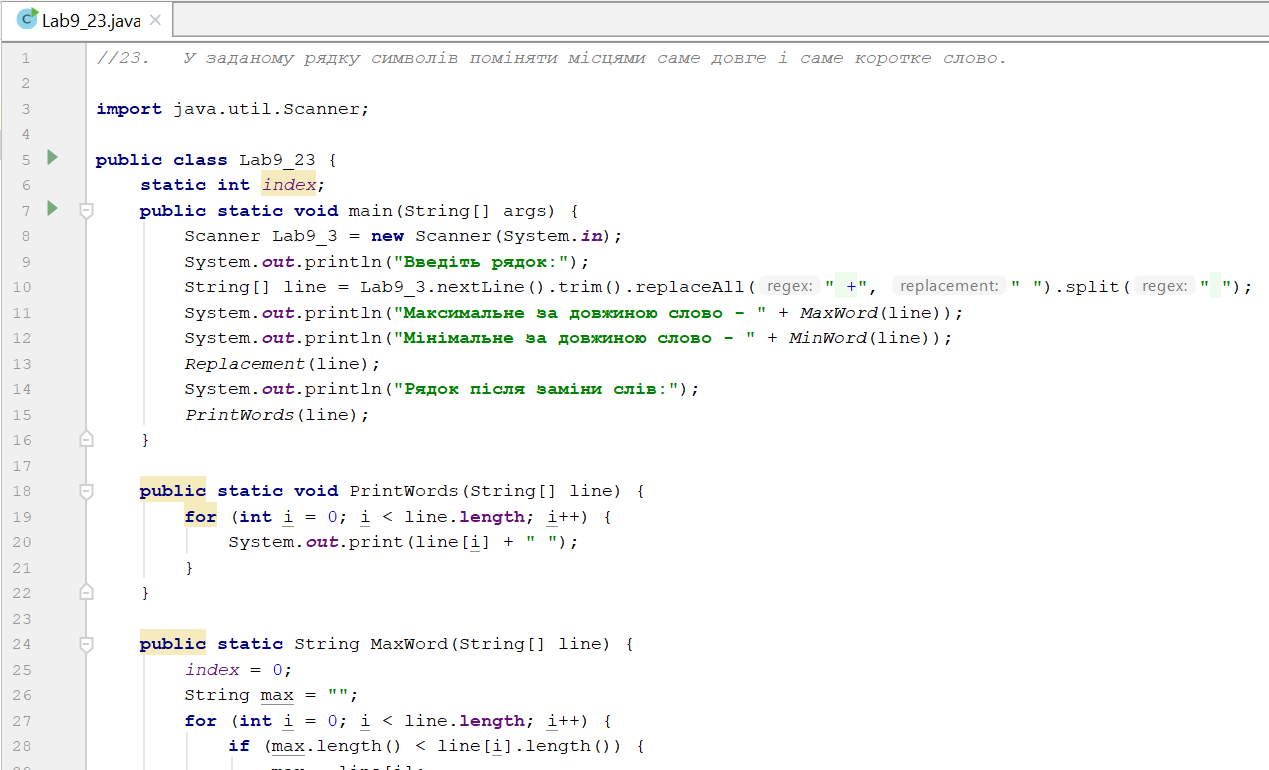 Lab9_23.java
1 //23. У заданому рядку символів поміняти місцями саме довге і саме коротке слово.
2
3 import java.util.Scanner;
4
5 public class Lab9_23 {
6 static int index;
7 public static void main(String[] args) {
8 Scanner Lab9_3 = new Scanner(System.in);
9 System.out.println("Введіть рядок:");
10 String[] line = Lab9_3.nextLine().trim().replaceAll( regex: " +", replacement: " ").split( regex: " ");
11 System.out.println("Максимальне за довжиною слово - " + MaxWord(line));
12 System.out.println("Мінімальне за довжиною слово - " + MinWord(line));
13 Replacement(line);
14 System.out.println("Рядок після заміни слів:");
15 PrintWords(line);
16 }
17
18 public static void PrintWords(String[] line) {
19 for (int i = 0; i < line.length; i++) {
20 System.out.print(line[i] + " ");
21 }
22 }
23
24 public static String MaxWord(String[] line) {
25 index = 0;
26 String max = "";
27 for (int i = 0; i < line.length; i++) {
28 if (max.length() < line[i].length()) {